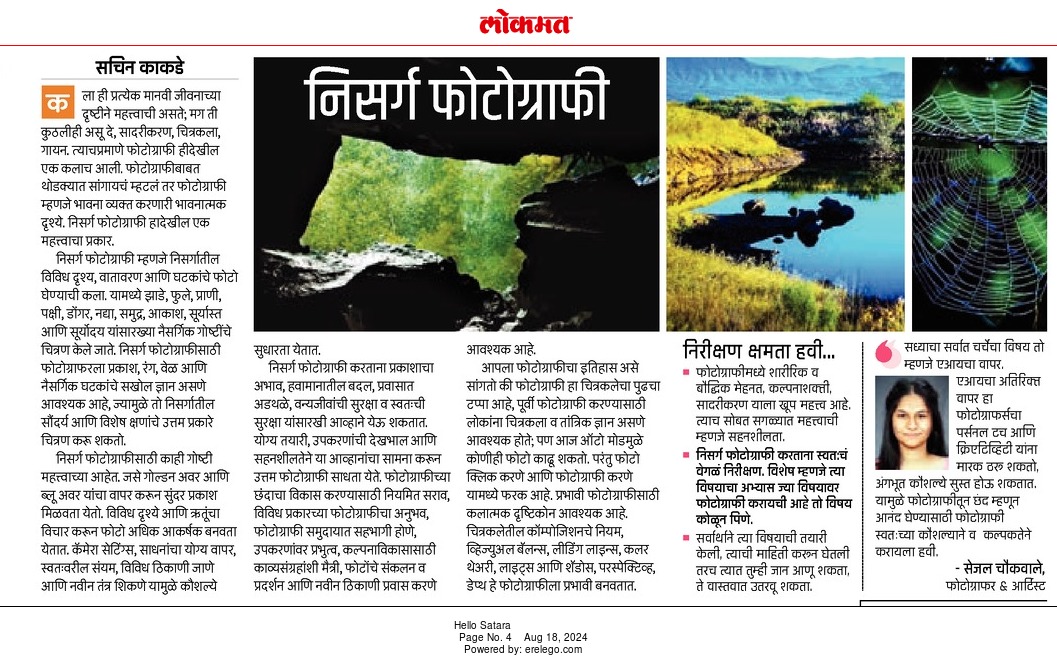 लोकमत
सचिन काकडे
निसर्ग फोटोग्राफी
कला ही प्रत्येक मानवी जीवनाच्या
दृष्टीने महत्त्वाची असते; मग ती
कुठलीही असू दे, सादरीकरण, चित्रकला,
गायन. त्याचप्रमाणे फोटोग्राफी हीदेखील
एक कलाच आली. फोटोग्राफीबाबत
थोडक्यात सांगायचं म्हटलं तर फोटोग्राफी
म्हणजे भावना व्यक्त करणारी भावनात्मक
दृश्ये. निसर्ग फोटोग्राफी हादेखील एक
महत्त्वाचा प्रकार.
निसर्ग फोटोग्राफी म्हणजे निसर्गातील
विविध दृश्य, वातावरण आणि घटकांचे फोटो
घेण्याची कला. यामध्ये झाडे, फुले, प्राणी,
पक्षी, डोंगर, नद्या, समुद्र, आकाश, सूर्यास्त
आणि सूर्योदय यांसारख्या नैसर्गिक गोष्टींचे
चित्रण केले जाते. निसर्ग फोटोग्राफीसाठी
फोटोग्राफरला प्रकाश, रंग, वेळ आणि
नैसर्गिक घटकांचे सखोल ज्ञान असणे
आवश्यक आहे, ज्यामुळे तो निसर्गातील
सौंदर्य आणि विशेष क्षणांचे उत्तम प्रकारे
चित्रण करू शकतो.
निसर्ग फोटोग्राफीसाठी काही गोष्टी
महत्त्वाच्या आहेत. जसे गोल्डन अवर आणि
ब्लू अवर यांचा वापर करून सुंदर प्रकाश
मिळवता येतो. विविध दृश्ये आणि ऋतूंचा
विचार करून फोटो अधिक आकर्षक बनवता
येतात. कॅमेरा सेटिंग्स, साधनांचा योग्य वापर,
स्वतःवरील संयम, विविध ठिकाणी जाणे
आणि नवीन तंत्र शिकणे यामुळे कौशल्ये
सुधारता येतात.
निसर्ग फोटोग्राफी करताना प्रकाशाचा
अभाव, हवामानातील बदल, प्रवासात
अडथळे, वन्यजीवांची सुरक्षा व स्वतःची
सुरक्षा यांसारखी आव्हाने येऊ शकतात.
योग्य तयारी, उपकरणांची देखभाल आणि
सहनशीलतेने या आव्हानांचा सामना करून
उत्तम फोटोग्राफी साधता येते. फोटोग्राफीच्या
छंदाचा विकास करण्यासाठी नियमित सराव,
विविध प्रकारच्या फोटोग्राफीचा अनुभव,
फोटोग्राफी समुदायात सहभागी होणे,
उपकरणांवर प्रभुत्व, कल्पनाविकासासाठी
काव्यसंग्रहांशी मैत्री, फोटोंचे संकलन व
प्रदर्शन आणि नवीन ठिकाणी प्रवास करणे
आवश्यक आहे.
आपला फोटोग्राफीचा इतिहास असे
सांगतो की फोटोग्राफी हा चित्रकलेचा पुढचा
टप्पा आहे, पूर्वी फोटोग्राफी करण्यासाठी
लोकांना चित्रकला व तांत्रिक ज्ञान असणे
आवश्यक होते; पण आज ऑटो मोडमुळे
कोणीही फोटो काढू शकतो. परंतु फोटो
क्लिक करणे आणि फोटोग्राफी करणे
यामध्ये फरक आहे. प्रभावी फोटोग्राफीसाठी
कलात्मक दृष्टिकोन आवश्यक आहे.
चित्रकलेतील कॉम्पोजिशनचे नियम,
व्हिज्युअल बॅलन्स, लीडिंग लाइन्स, कलर
थेअरी, लाइट्स आणि शॅडोस, परस्पेक्टिव्ह,
डेप्थ हे फोटोग्राफीला प्रभावी बनवतात.
निरीक्षण क्षमता हवी...
फोटोग्राफीमध्ये शारीरिक व
बौद्धिक मेहनत, कल्पनाशक्ती,
सादरीकरण याला खूप महत्त्व आहे.
त्याच सोबत सगळ्यात महत्त्वाची
म्हणजे सहनशीलता.
निसर्ग फोटोग्राफी करताना स्वतःचं
वेगळं निरीक्षण. विशेष म्हणजे त्या
विषयाचा अभ्यास ज्या विषयावर
फोटोग्राफी करायची आहे तो विषय
कोळून पिणे.
सर्वार्थाने त्या विषयाची तयारी
केली, त्याची माहिती करून घेतली
तरच त्यात तुम्ही जान आणू शकता,
ते वास्तवात उतरवू शकता.
सध्याचा सर्वात चर्चेचा विषय तो
म्हणजे एआयचा वापर.
एआयचा अतिरिक्त
वापर हा
फोटोग्राफर्सचा
पर्सनल टच आणि
क्रिएटिव्हिटी यांना
मारक ठरू शकतो,
अंगभूत कौशल्ये सुस्त होऊ शकतात.
यामुळे फोटोग्राफीतून छंद म्हणून
आनंद घेण्यासाठी फोटोग्राफी
स्वतःच्या कौशल्याने व कल्पकतेने
करायला हवी.
- सेजल चौकवाले,
फोटोग्राफर & आर्टिस्ट
Hello Satara
Page No. 4 Aug 18, 2024
Powered by: erelego.com